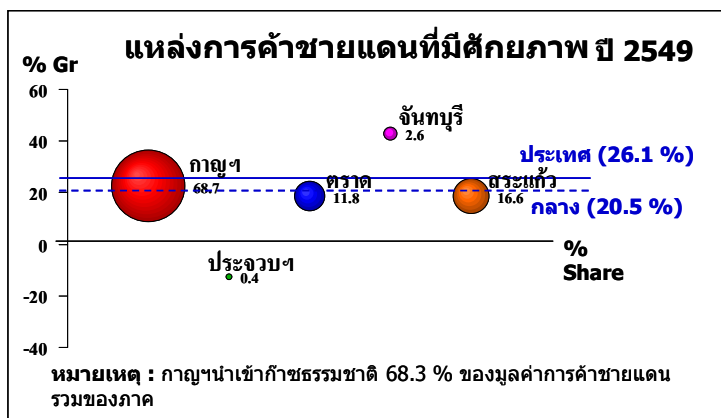 แหล่งการค้าชายแดนที่มีศักยภาพ ปี 2549
% Gr
60
40
20
0
-20
-40
กาญฯ
68.7
ตราด
11.8
จันทบุรี
2.6
สระแก้ว
16.6
ประจวบฯ
0.4
ประเทศ (26.1 %)
กลาง (20.5 %)
%
Share
หมายเหตุ : กาญฯนำเข้าก๊าซธรรมชาติ 68.3 % ของมูลค่าการค้าชายแดน
รวมของภาค